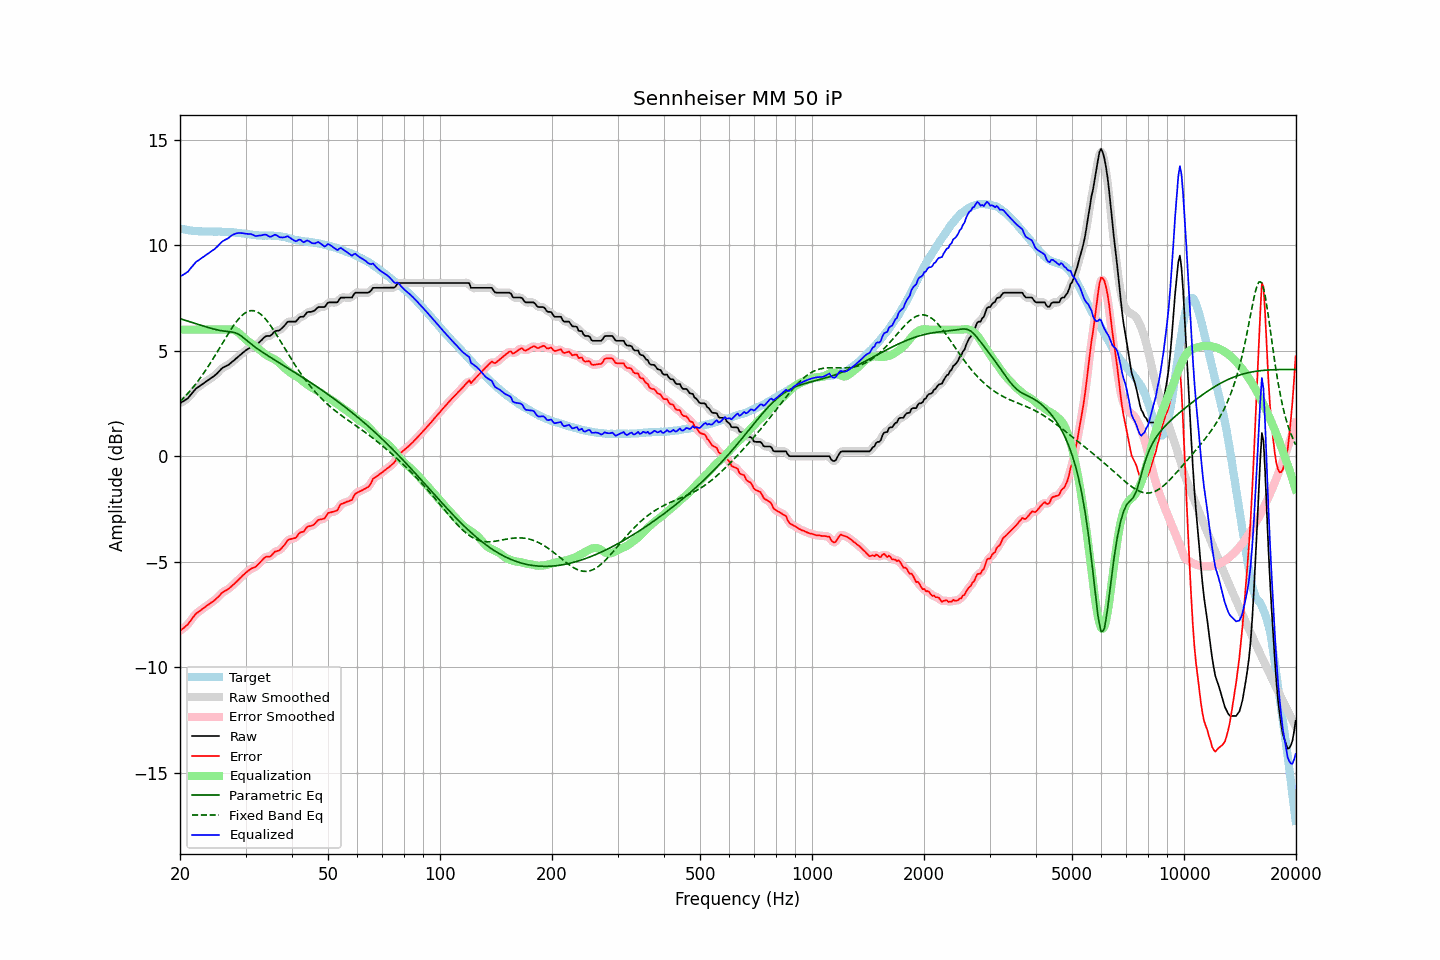 Sennheiser MM 50 iP
15
10
5
0
−5
−10
−15
Amplitude (dBr)
Target
Raw Smoothed
Error Smoothed
Raw
Error
Equalization
Parametric Eq
Fixed Band Eq
Equalized
20 50 100 200 500 1000 2000 5000 10000 20000
Frequency (Hz)